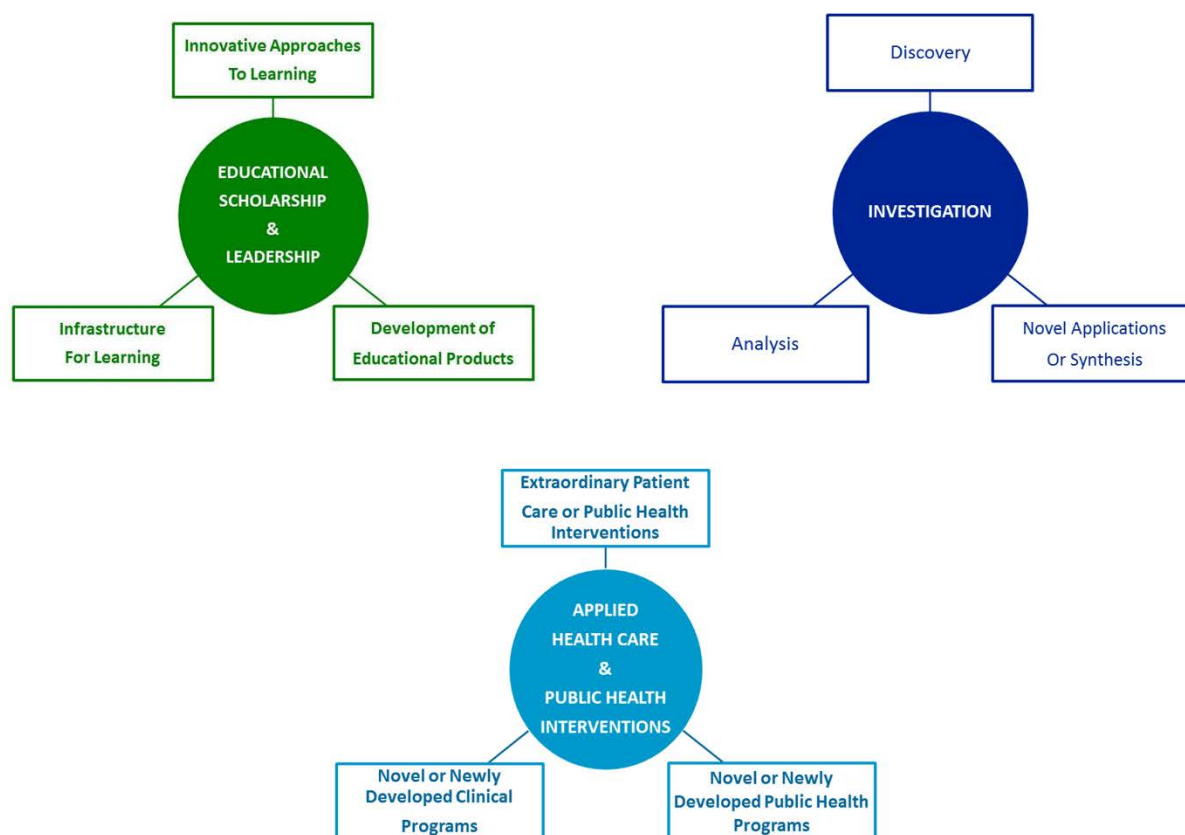 Innovative Approaches
To Learning
EDUCATIONAL
SCHOLARSHIP
&
LEADERSHIP
Infrastructure
For Learning
Development of
Educational Products
Discovery
INVESTIGATION
Analysis
Novel Applications
Or Synthesis
Extraordinary Patient
Care or Public Health
Interventions
APPLIED
HEALTH CARE
&
PUBLIC HEALTH
INTERVENTIONS
Novel or Newly
Developed Clinical
Programs
Novel or Newly
Developed Public Health
Programs